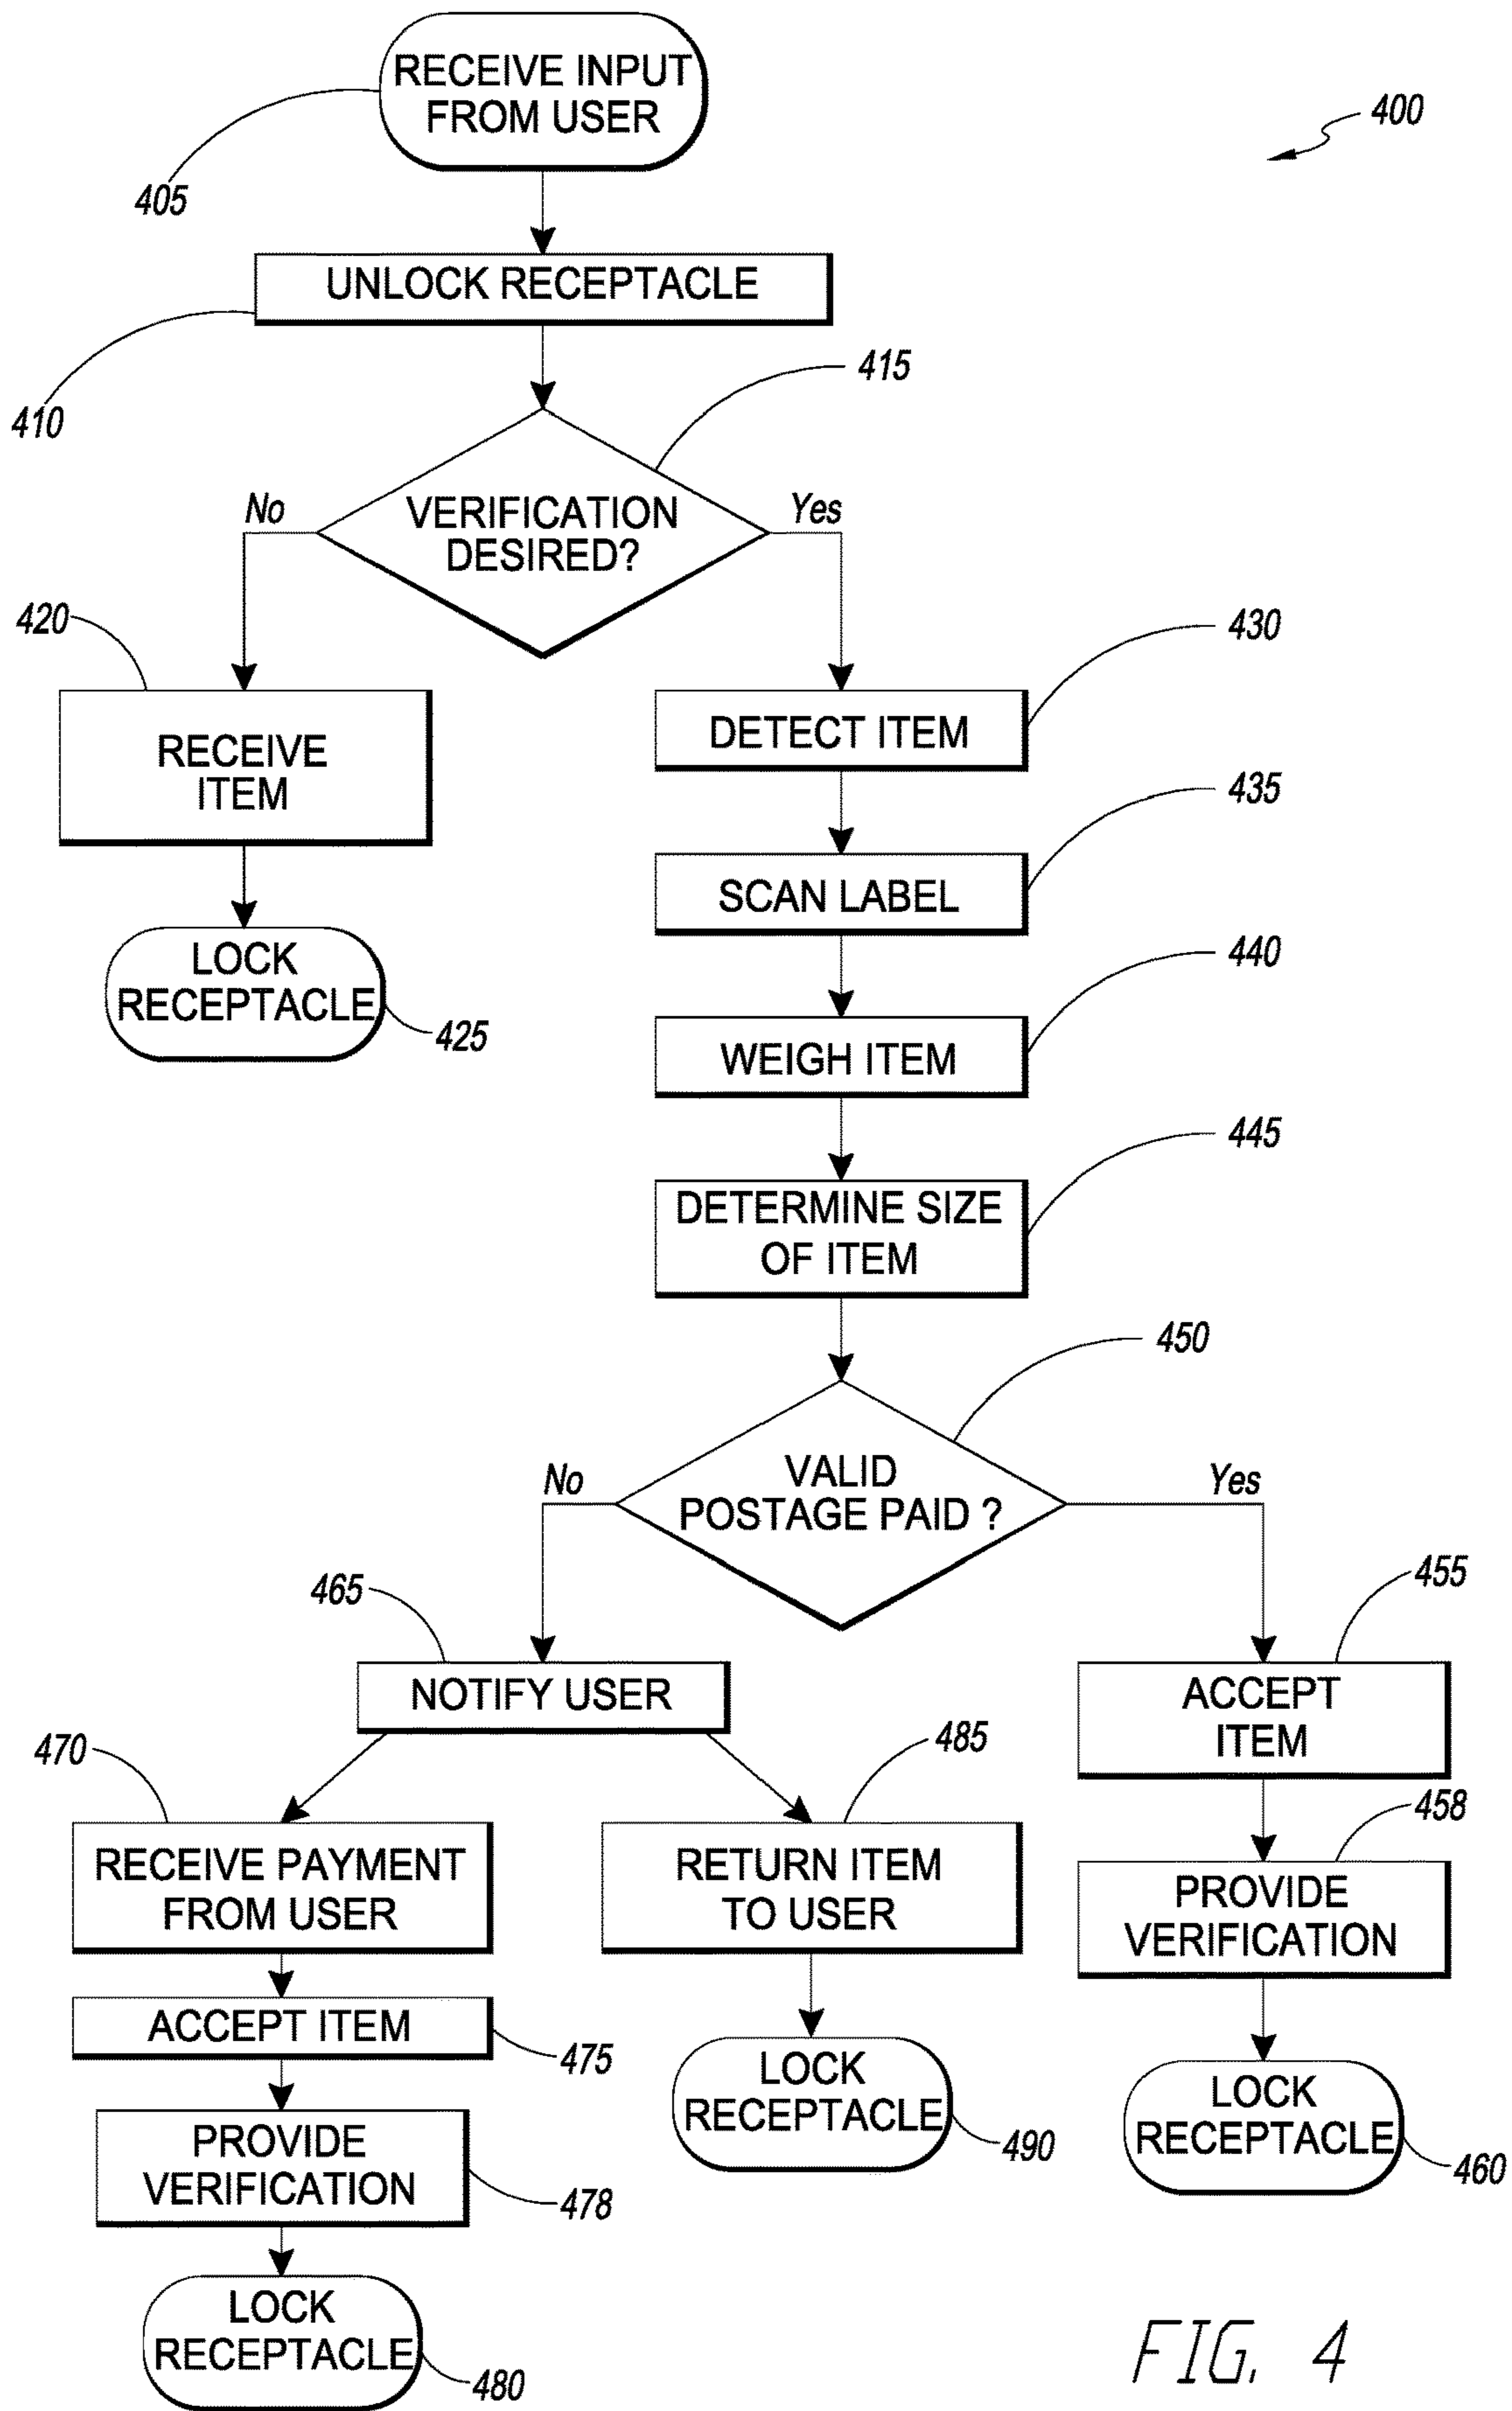 RECEIVE INPUT
FROM USER
400
405
UNLOCK RECEPTACLE
410
415
VERIFICATION
DESIRED?
No
Yes
420
430
RECEIVE
ITEM
DETECT ITEM
435
SCAN LABEL
LOCK
RECEPTACLE
425
440
WEIGH ITEM
445
DETERMINE SIZE
OF ITEM
450
VALID
POSTAGE PAID ?
No
Yes
465
455
NOTIFY USER
ACCEPT
ITEM
470
485
458
RECEIVE PAYMENT
FROM USER
RETURN ITEM
TO USER
PROVIDE
VERIFICATION
ACCEPT ITEM
475
LOCK
RECEPTACLE
490
LOCK
RECEPTACLE
460
PROVIDE
VERIFICATION
478
LOCK
RECEPTACLE
480
FIG. 4